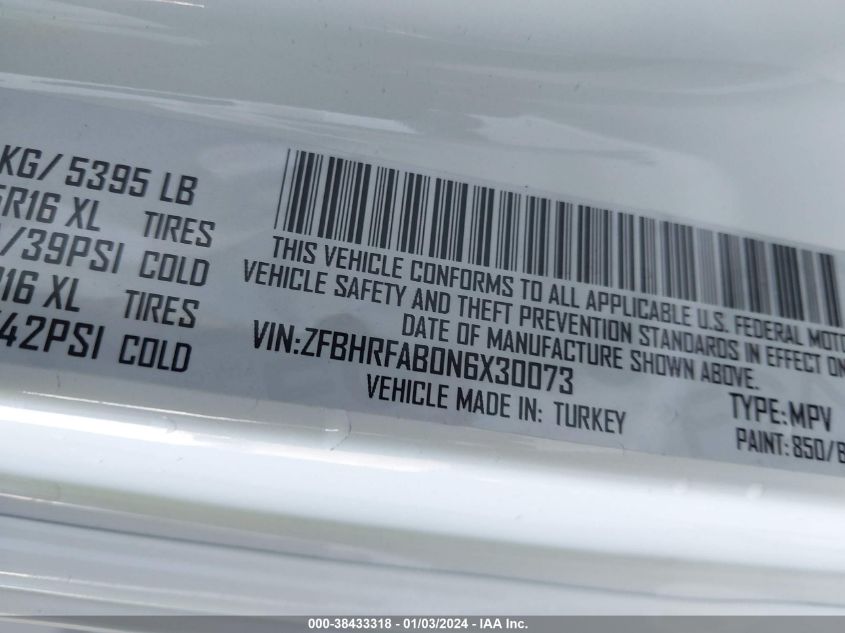 KG/ 5395 LB
R16 XL TIRES
/39PSI COLD
16 XL TIRES
42PSI COLD
THIS VEHICLE CONFORMS TO ALL APPLICABLE U.S. FEDERAL MOTO
VEHICLE SAFETY AND THEFT PREVENTION STANDARDS IN EFFECT ON
DATE OF MANUFACTURE SHOWN ABOVE.
VIN:ZFBHRFAB0N6X30073
TYPE:MPV
VEHICLE MADE IN: TURKEY
PAINT: 850/B
000-38433318 - 01/03/2024 - IAA Inc.